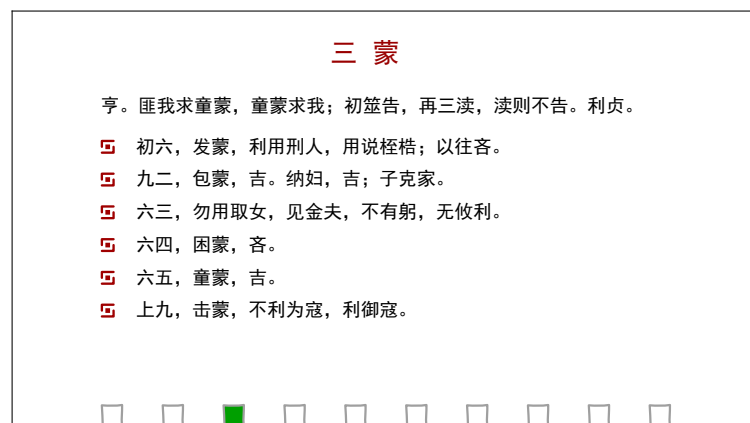 三 蒙
亨。匪我求童蒙，童蒙求我；初筮告，再三渎，渎则不告。利贞。
初六，发蒙，利用刑人，用说桎梏；以往吝。
九二，包蒙，吉。纳妇，吉；子克家。
六三，勿用取女，见金夫，不有躬，无攸利。
六四，困蒙，吝。
六五，童蒙，吉。
上九，击蒙，不利为寇，利御寇。